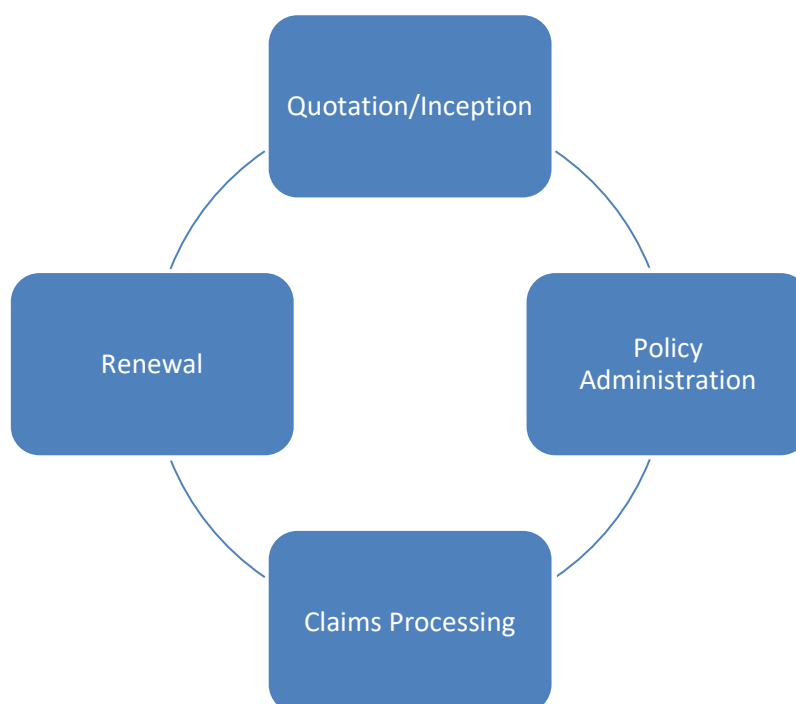 Quotation/Inception
Policy
Administration
Claims Processing
Renewal